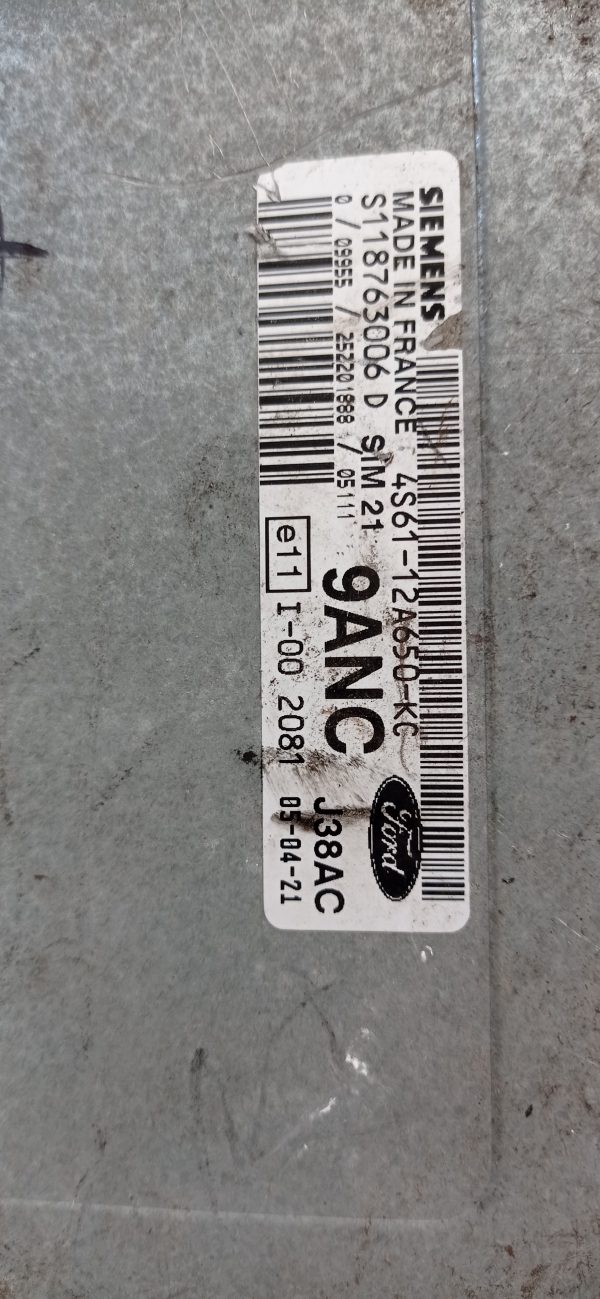 SIEMENS
MADE IN FRANCE 4S61-12A650-KC
S118763006 D SIM 21
0 / 09955 / 252201888 / 05111
9ANC
Ford
J38AC
e11 I-00 2081 05-04-21